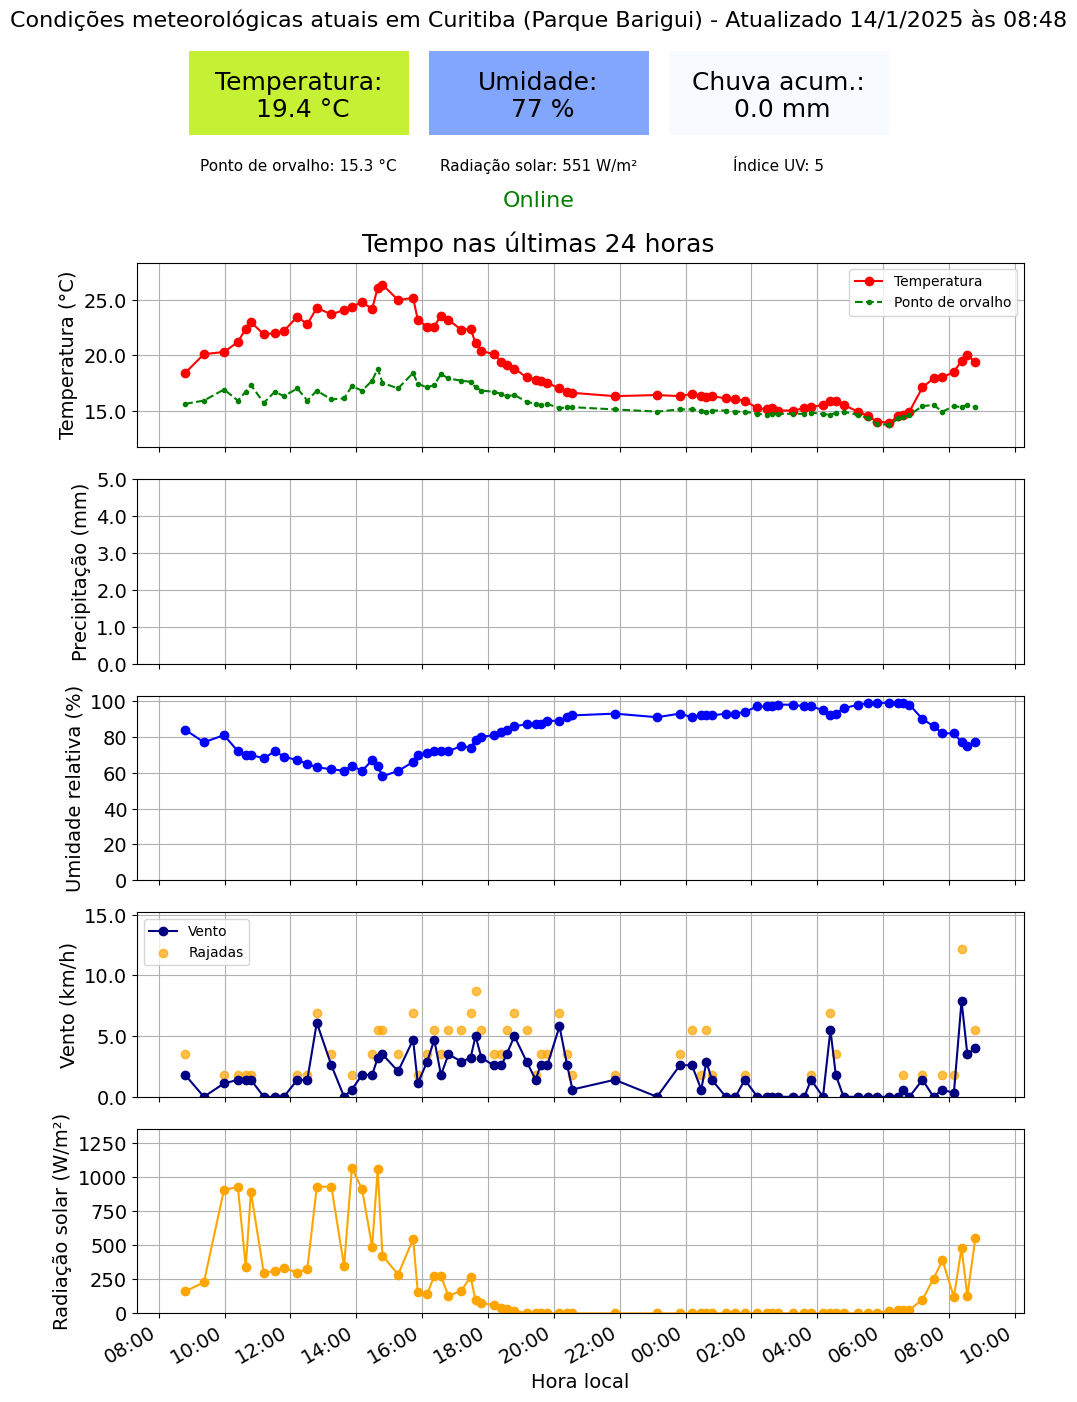 Condições meteorológicas atuais em Curitiba (Parque Barigui) - Atualizado 14/1/2025 às 08:48
Temperatura:
19.4 °C
Umidade:
77 %
Chuva acum.:
0.0 mm
Ponto de orvalho: 15.3 °C
Radiação solar: 551 W/m²
Índice UV: 5
Online
Tempo nas últimas 24 horas
Temperatura (°C)
25.0
20.0
15.0
Temperatura
Ponto de orvalho
Precipitação (mm)
5.0
4.0
3.0
2.0
1.0
0.0
Umidade relativa (%)
100
80
60
40
20
0
Vento (km/h)
15.0
10.0
5.0
0.0
Vento
Rajadas
Radiação solar (W/m²)
1250
1000
750
500
250
0
08:00
10:00
12:00
14:00
16:00
18:00
20:00
22:00
00:00
02:00
04:00
06:00
08:00
10:00
Hora local